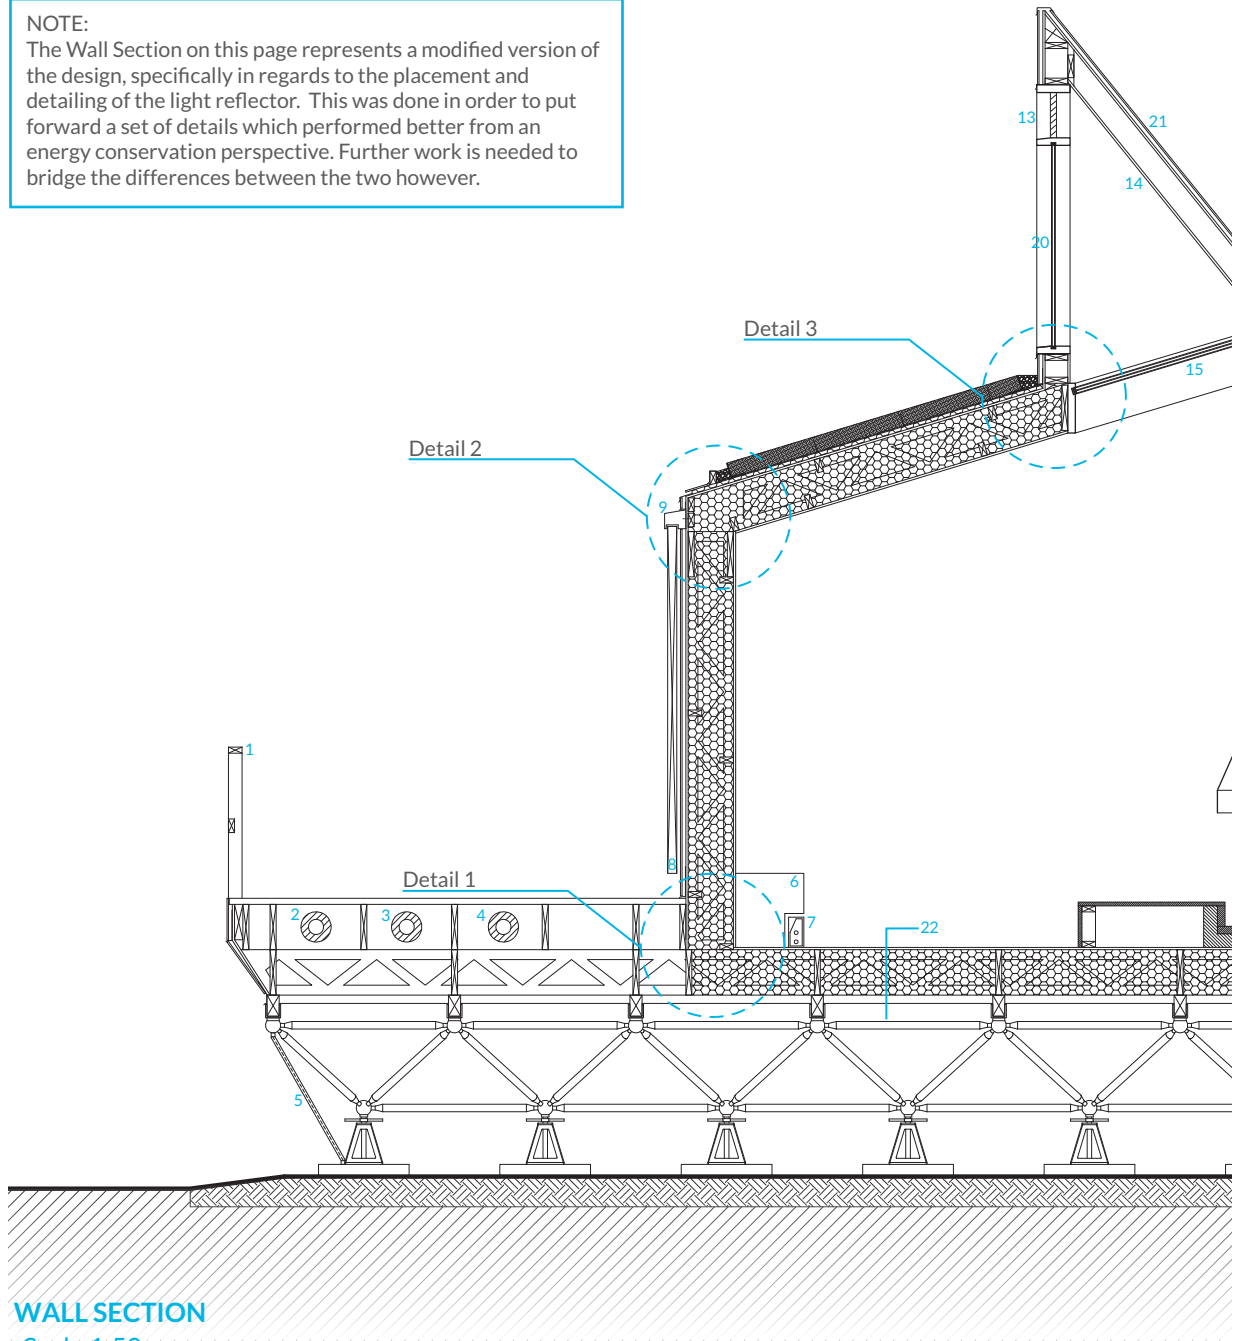 NOTE:
The Wall Section on this page represents a modified version of
the design, specifically in regards to the placement and
detailing of the light reflector.  This was done in order to put
forward a set of details which performed better from an
energy conservation perspective. Further work is needed to
bridge the differences between the two however.
13
21
14
20
Detail 3
15
Detail 2
9
1
8
Detail 1
6
2
3
4
7
22
5
WALL SECTION
Scale 1:50